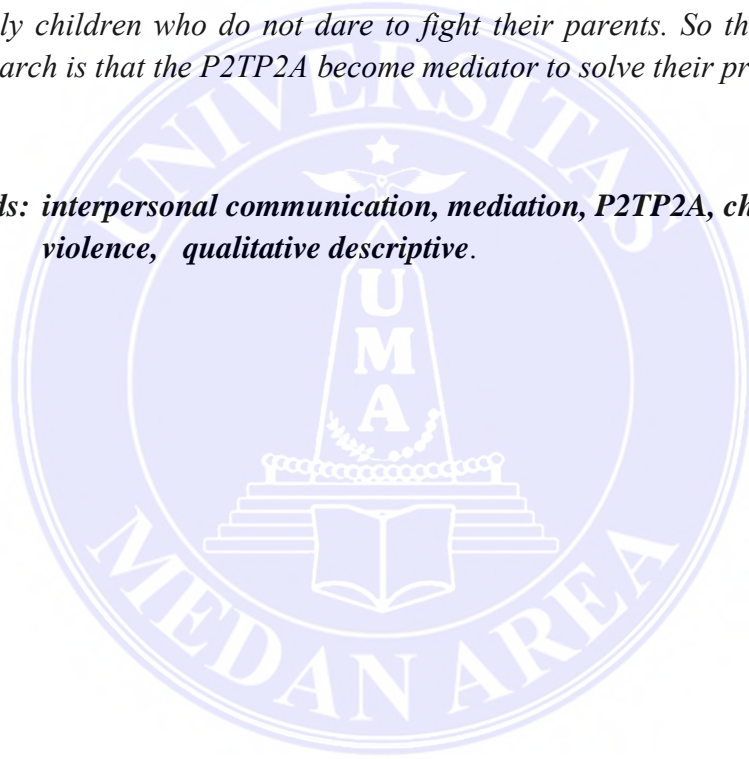 ly children who do not dare to fight their parents. So th
arch is that the P2TP2A become mediator to solve their pr
ds: interpersonal communication, mediation, P2TP2A, ch
violence, qualitative descriptive.
UNIVERSITAS
UMA
MEDAN AREA